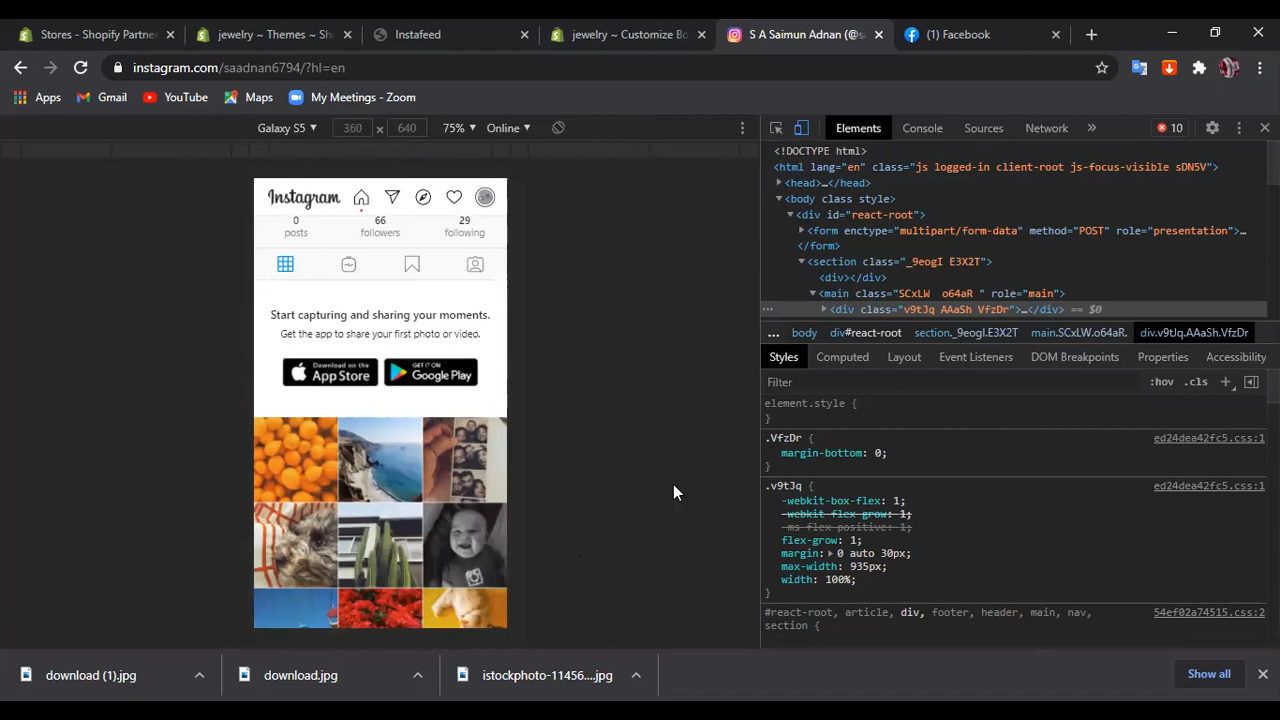 Stores - Shopify Partne
jewelry ~ Themes ~ Sh
Instafeed
jewelry ~ Customize Bo
S A Saimun Adnan (@s
(1) Facebook
instagram.com/saadnan6794/?hl=en
Apps
Gmail
YouTube
Maps
My Meetings - Zoom
Galaxy S5
360 × 640
75%
Online
Elements
Console
Sources
Network
10
<!DOCTYPE html>
<html lang="en" class="js logged-in client-root js-focus-visible sDN5V">
<head>…</head>
<body class style>
<div id="react-root">
<form enctype="multipart/form-data" method="POST" role="presentation">…
</form>
<section class="_9eogI E3X2T">
<div></div>
<main class="SCxLW  o64aR " role="main">
<div class="v9tJq AAaSh VfzDr">…</div> == $0
... body div#react-root section._9eogI.E3X2T main.SCxLW.o64aR. div.v9tJq.AAaSh.VfzDr
Styles
Computed
Layout
Event Listeners
DOM Breakpoints
Properties
Accessibility
Filter
:hov .cls
element.style {
}
.VfzDr {
ed24dea42fc5.css:1
margin-bottom: 0;
}
.v9tJq {
ed24dea42fc5.css:1
-webkit-box-flex: 1;
-webkit-flex-grow: 1;
-ms-flex-positive: 1;
flex-grow: 1;
margin: 0 auto 30px;
max-width: 935px;
width: 100%;
}
#react-root, article, div, footer, header, main, nav,
54ef02a74515.css:2
section {
Instagram
0
posts
66
followers
29
following
Start capturing and sharing your moments.
Get the app to share your first photo or video.
Download on the
App Store
GET IT ON
Google Play
download (1).jpg
download.jpg
istockphoto-11456....jpg
Show all